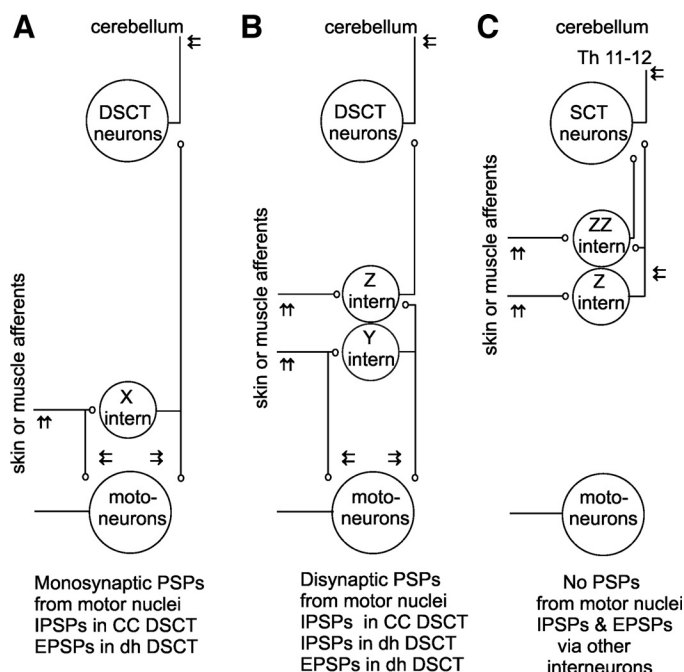 A
cerebellum
DSCT
neurons
skin or muscle afferents
X
intern
moto-
neurons
Monosynaptic PSPs
from motor nuclei
IPSPs in CC DSCT
EPSPs in dh DSCT
B
cerebellum
DSCT
neurons
skin or muscle afferents
Z
intern
Y
intern
moto-
neurons
Disynaptic PSPs
from motor nuclei
IPSPs in CC DSCT
IPSPs in dh DSCT
EPSPs in dh DSCT
C
cerebellum
Th 11-12
SCT
neurons
skin or muscle afferents
ZZ
intern
Z
intern
moto-
neurons
No PSPs
from motor nuclei
IPSPs & EPSPs
via other
interneurons